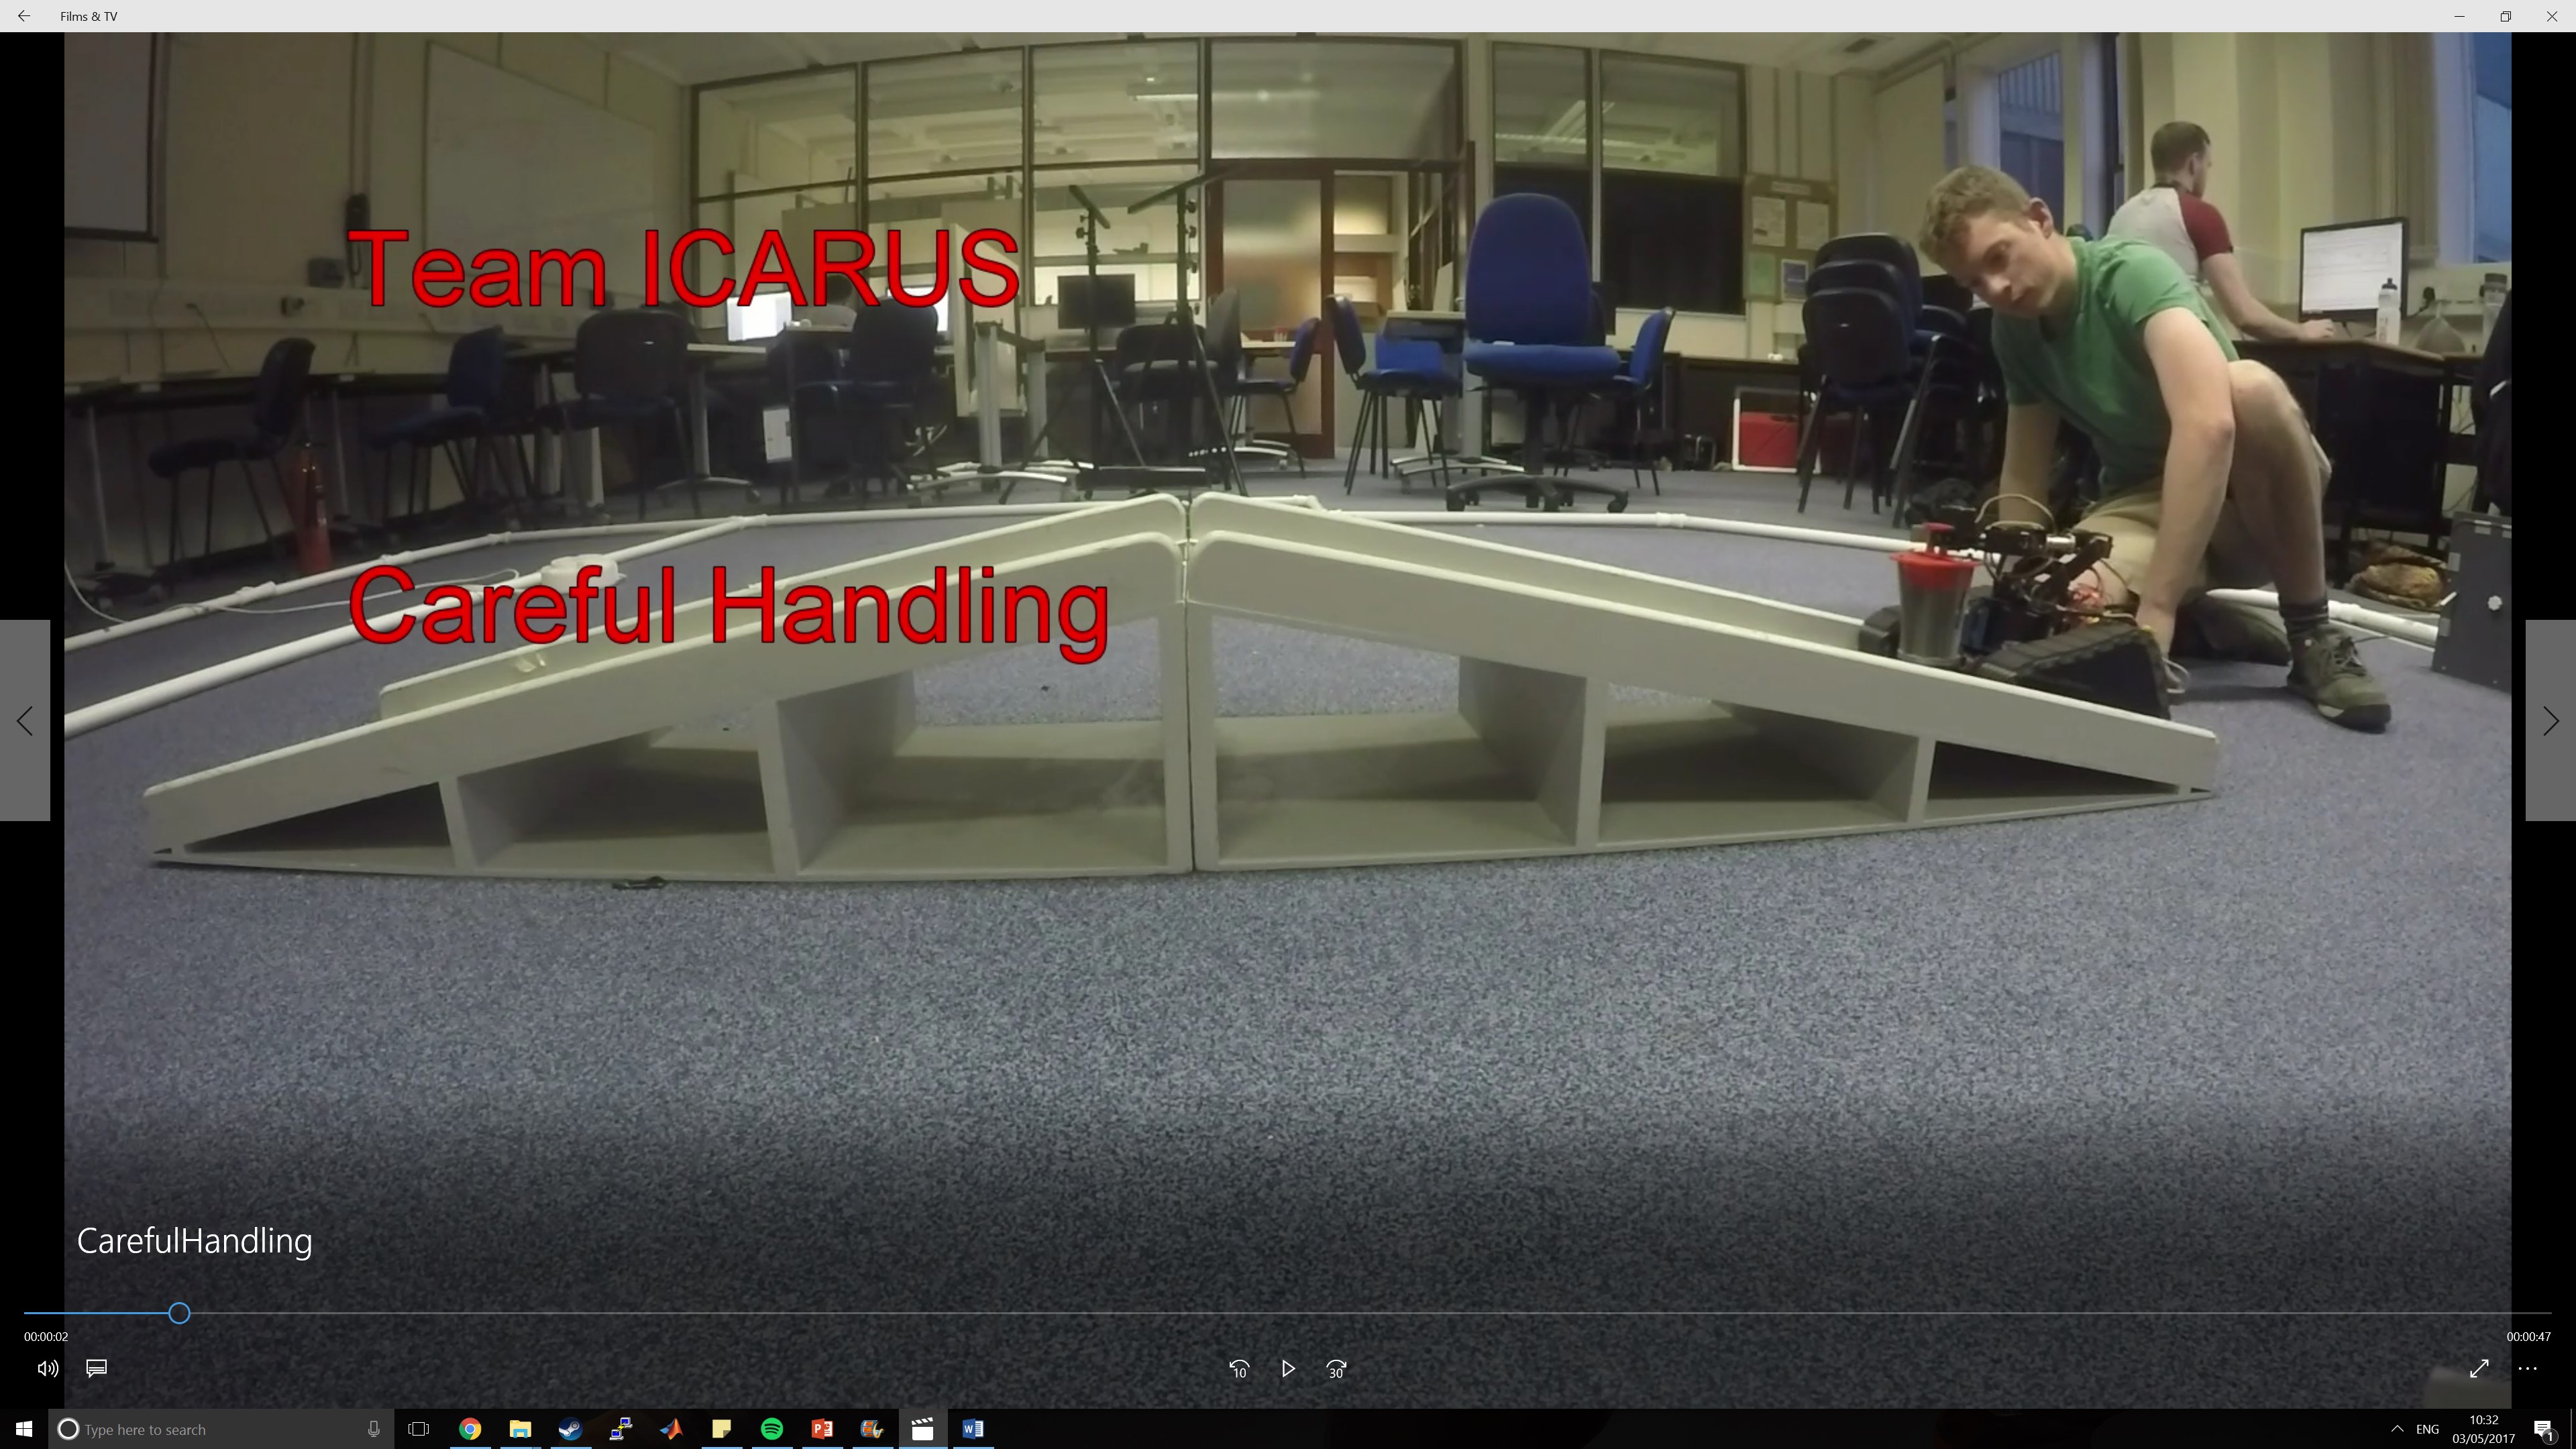 Films & TV
Team ICARUS
Careful Handling
CarefulHandling
00:00:02
00:00:47
10
30
Type here to search
ENG
10:32
03/05/2017
1